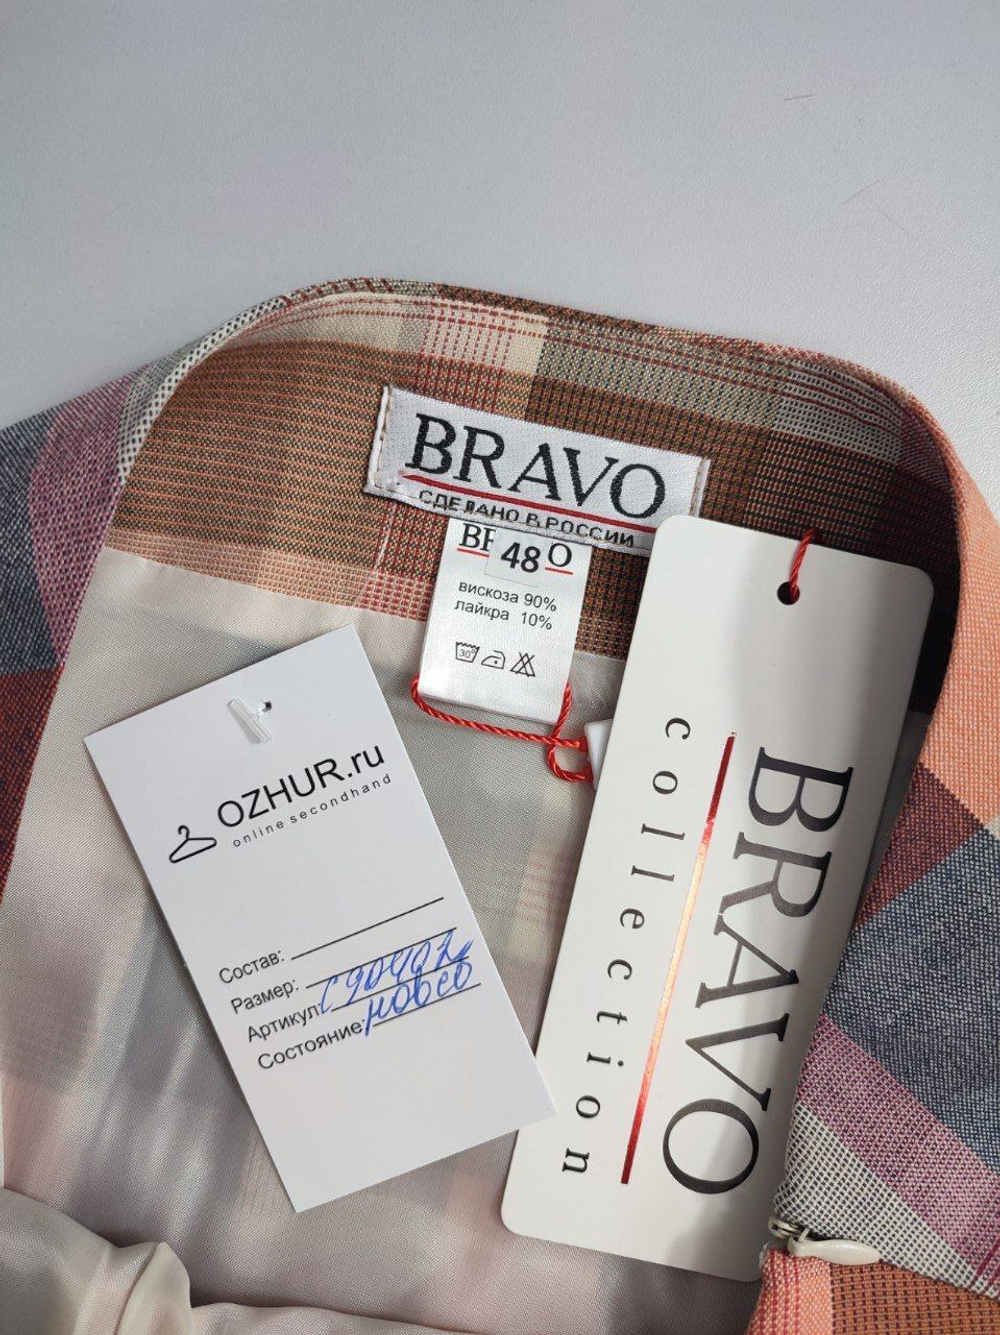 BRAVO
СДЕЛАНО В РОССИИ
48
вискоза 90%
лайкра 10%
30°
OZHUR.ru
online secondhand
Состав:
Размер:
Артикул:
Состояние: новое
BRAVO
collection